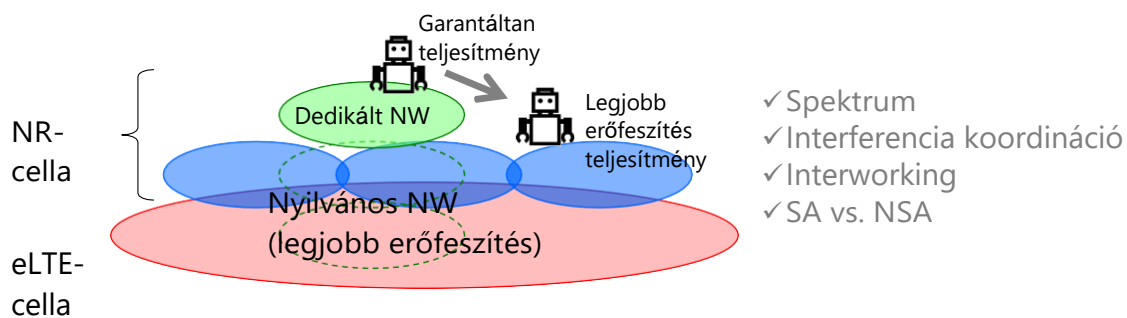 Garantáltan
teljesítmény
Dedikált NW
Legjobb
erőfeszítés
teljesítmény
NR-
cella
Nyilvános NW
(legjobb erőfeszítés)
eLTE-
cella
✓Spektrum
✓Interferencia koordináció
✓Interworking
✓SA vs. NSA